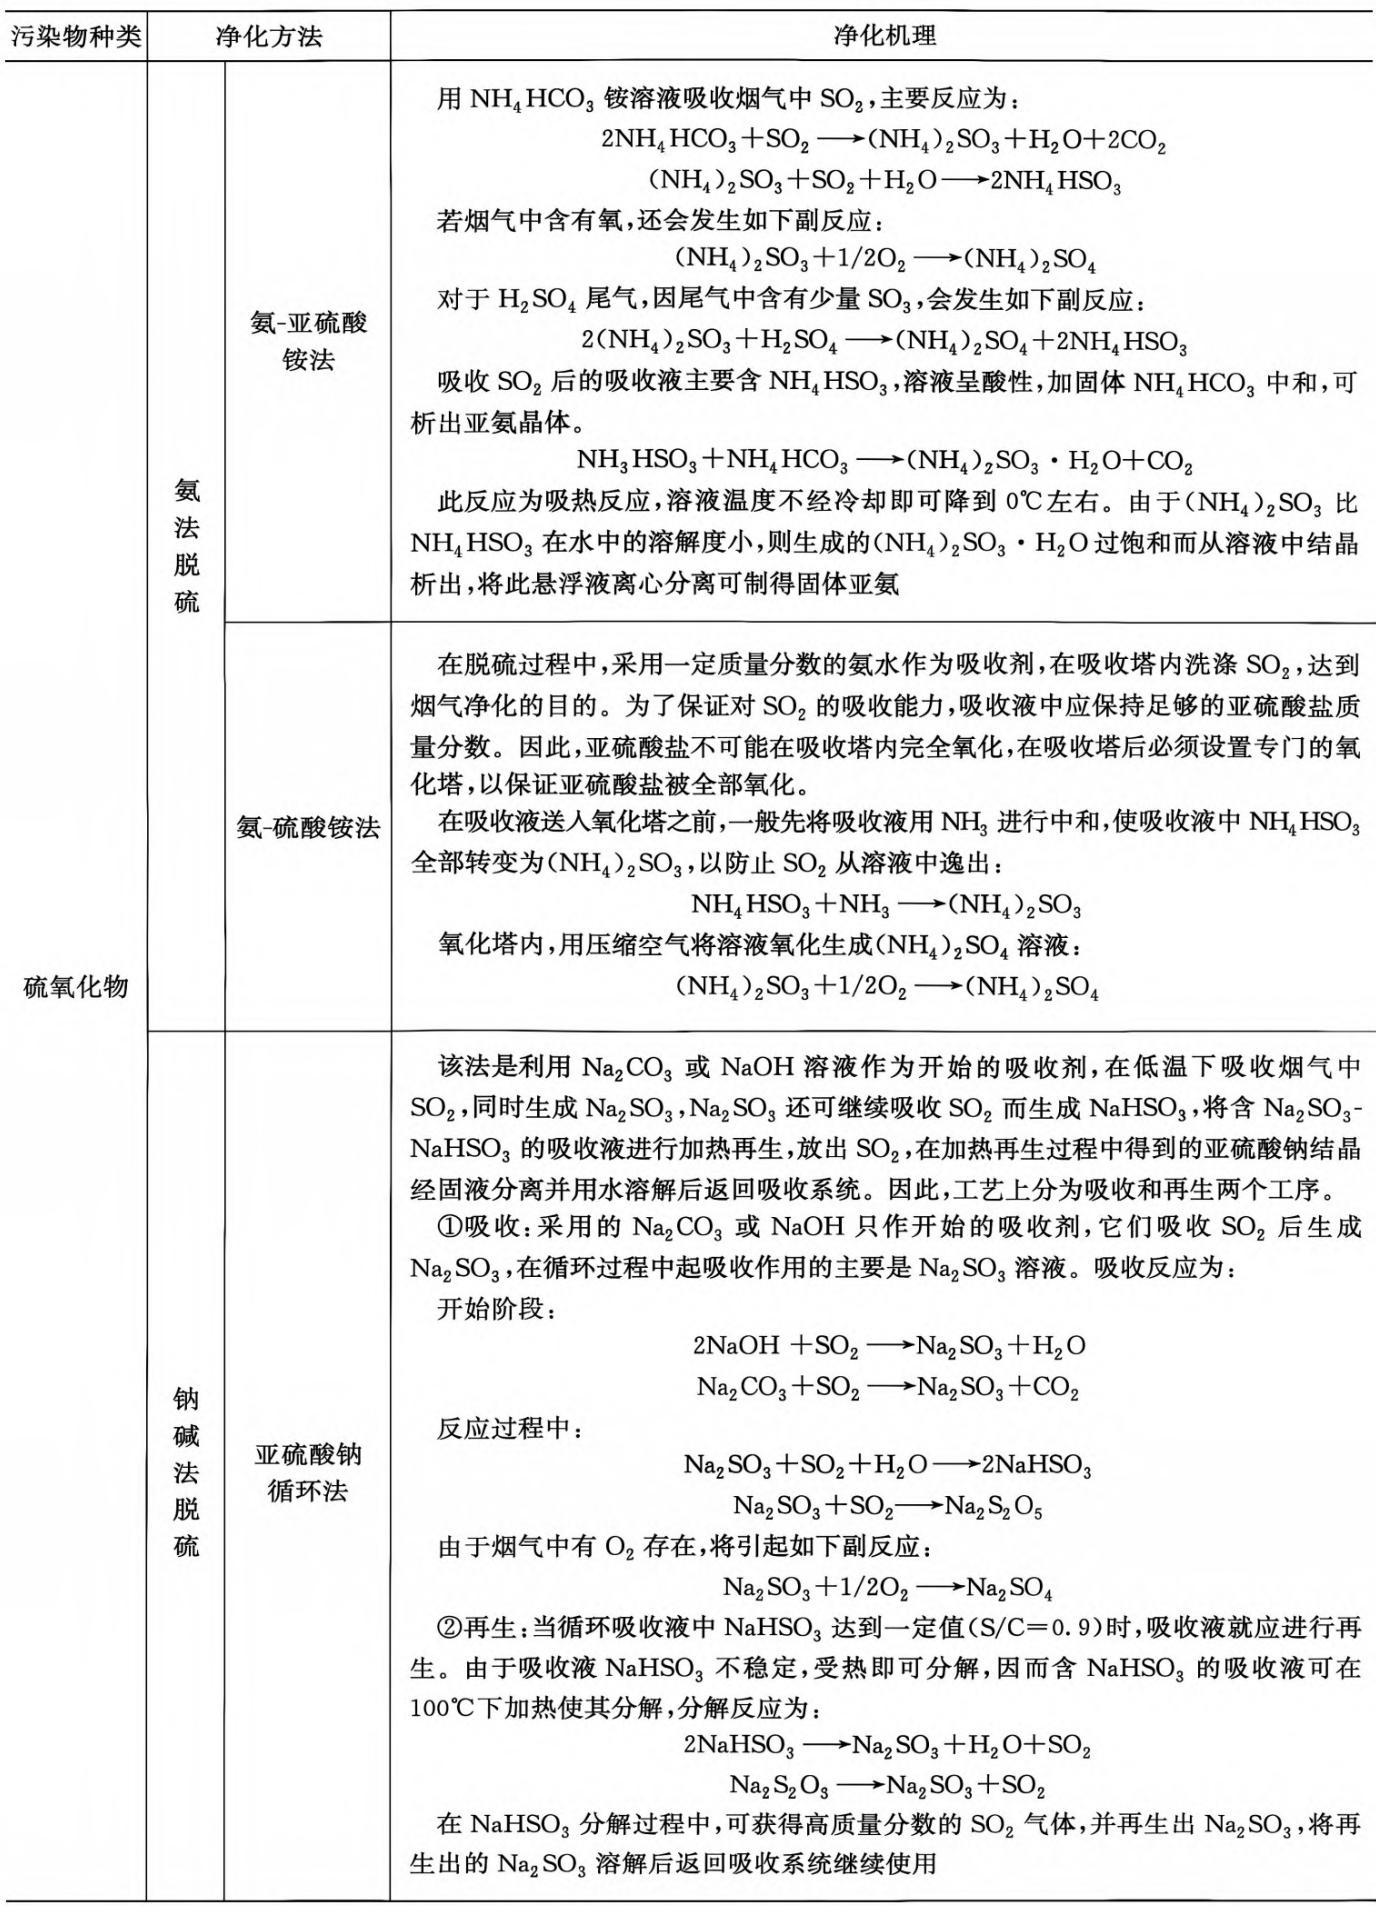 污染物种类 净化方法 净化机理
硫氧化物
氨法脱硫
氨-亚硫酸
铵法
用 NH₄HCO₃ 铵溶液吸收烟气中 SO₂,主要反应为:
2NH₄HCO₃+SO₂⟶(NH₄)₂SO₃+H₂O+2CO₂
(NH₄)₂SO₃+SO₂+H₂O⟶2NH₄HSO₃
若烟气中含有氧,还会发生如下副反应:
(NH₄)₂SO₃+1/2O₂⟶(NH₄)₂SO₄
对于 H₂SO₄ 尾气,因尾气中含有少量 SO₃,会发生如下副反应:
2(NH₄)₂SO₃+H₂SO₄⟶(NH₄)₂SO₄+2NH₄HSO₃
吸收 SO₂ 后的吸收液主要含 NH₄HSO₃,溶液呈酸性,加固体 NH₄HCO₃ 中和,可
析出亚氨晶体。
NH₃HSO₃+NH₄HCO₃⟶(NH₄)₂SO₃·H₂O+CO₂
此反应为吸热反应,溶液温度不经冷却即可降到 0℃左右。由于(NH₄)₂SO₃ 比
NH₄HSO₃ 在水中的溶解度小,则生成的(NH₄)₂SO₃·H₂O 过饱和而从溶液中结晶
析出,将此悬浮液离心分离可制得固体亚氨
氨-硫酸铵法
在脱硫过程中,采用一定质量分数的氨水作为吸收剂,在吸收塔内洗涤 SO₂,达到
烟气净化的目的。为了保证对 SO₂ 的吸收能力,吸收液中应保持足够的亚硫酸盐质
量分数。因此,亚硫酸盐不可能在吸收塔内完全氧化,在吸收塔后必须设置专门的氧
化塔,以保证亚硫酸盐被全部氧化。
在吸收液送人氧化塔之前,一般先将吸收液用 NH₃ 进行中和,使吸收液中 NH₄HSO₃
全部转变为(NH₄)₂SO₃,以防止 SO₂ 从溶液中逸出:
NH₄HSO₃+NH₃⟶(NH₄)₂SO₃
氧化塔内,用压缩空气将溶液氧化生成(NH₄)₂SO₄ 溶液:
(NH₄)₂SO₃+1/2O₂⟶(NH₄)₂SO₄
钠碱法脱硫
亚硫酸钠
循环法
该法是利用 Na₂CO₃ 或 NaOH 溶液作为开始的吸收剂,在低温下吸收烟气中
SO₂,同时生成 Na₂SO₃,Na₂SO₃ 还可继续吸收 SO₂ 而生成 NaHSO₃,将含 Na₂SO₃-
NaHSO₃ 的吸收液进行加热再生,放出 SO₂,在加热再生过程中得到的亚硫酸钠结晶
经固液分离并用水溶解后返回吸收系统。因此,工艺上分为吸收和再生两个工序。
①吸收:采用的 Na₂CO₃ 或 NaOH 只作开始的吸收剂,它们吸收 SO₂ 后生成
Na₂SO₃,在循环过程中起吸收作用的主要是 Na₂SO₃ 溶液。吸收反应为:
开始阶段:
2NaOH+SO₂⟶Na₂SO₃+H₂O
Na₂CO₃+SO₂⟶Na₂SO₃+CO₂
反应过程中:
Na₂SO₃+SO₂+H₂O⟶2NaHSO₃
Na₂SO₃+SO₂⟶Na₂S₂O₅
由于烟气中有 O₂ 存在,将引起如下副反应:
Na₂SO₃+1/2O₂⟶Na₂SO₄
②再生:当循环吸收液中 NaHSO₃ 达到一定值(S/C=0.9)时,吸收液就应进行再
生。由于吸收液 NaHSO₃ 不稳定,受热即可分解,因而含 NaHSO₃ 的吸收液可在
100℃下加热使其分解,分解反应为:
2NaHSO₃⟶Na₂SO₃+H₂O+SO₂
Na₂S₂O₃⟶Na₂SO₃+SO₂
在 NaHSO₃ 分解过程中,可获得高质量分数的 SO₂ 气体,并再生出 Na₂SO₃,将再
生出的 Na₂SO₃ 溶解后返回吸收系统继续使用